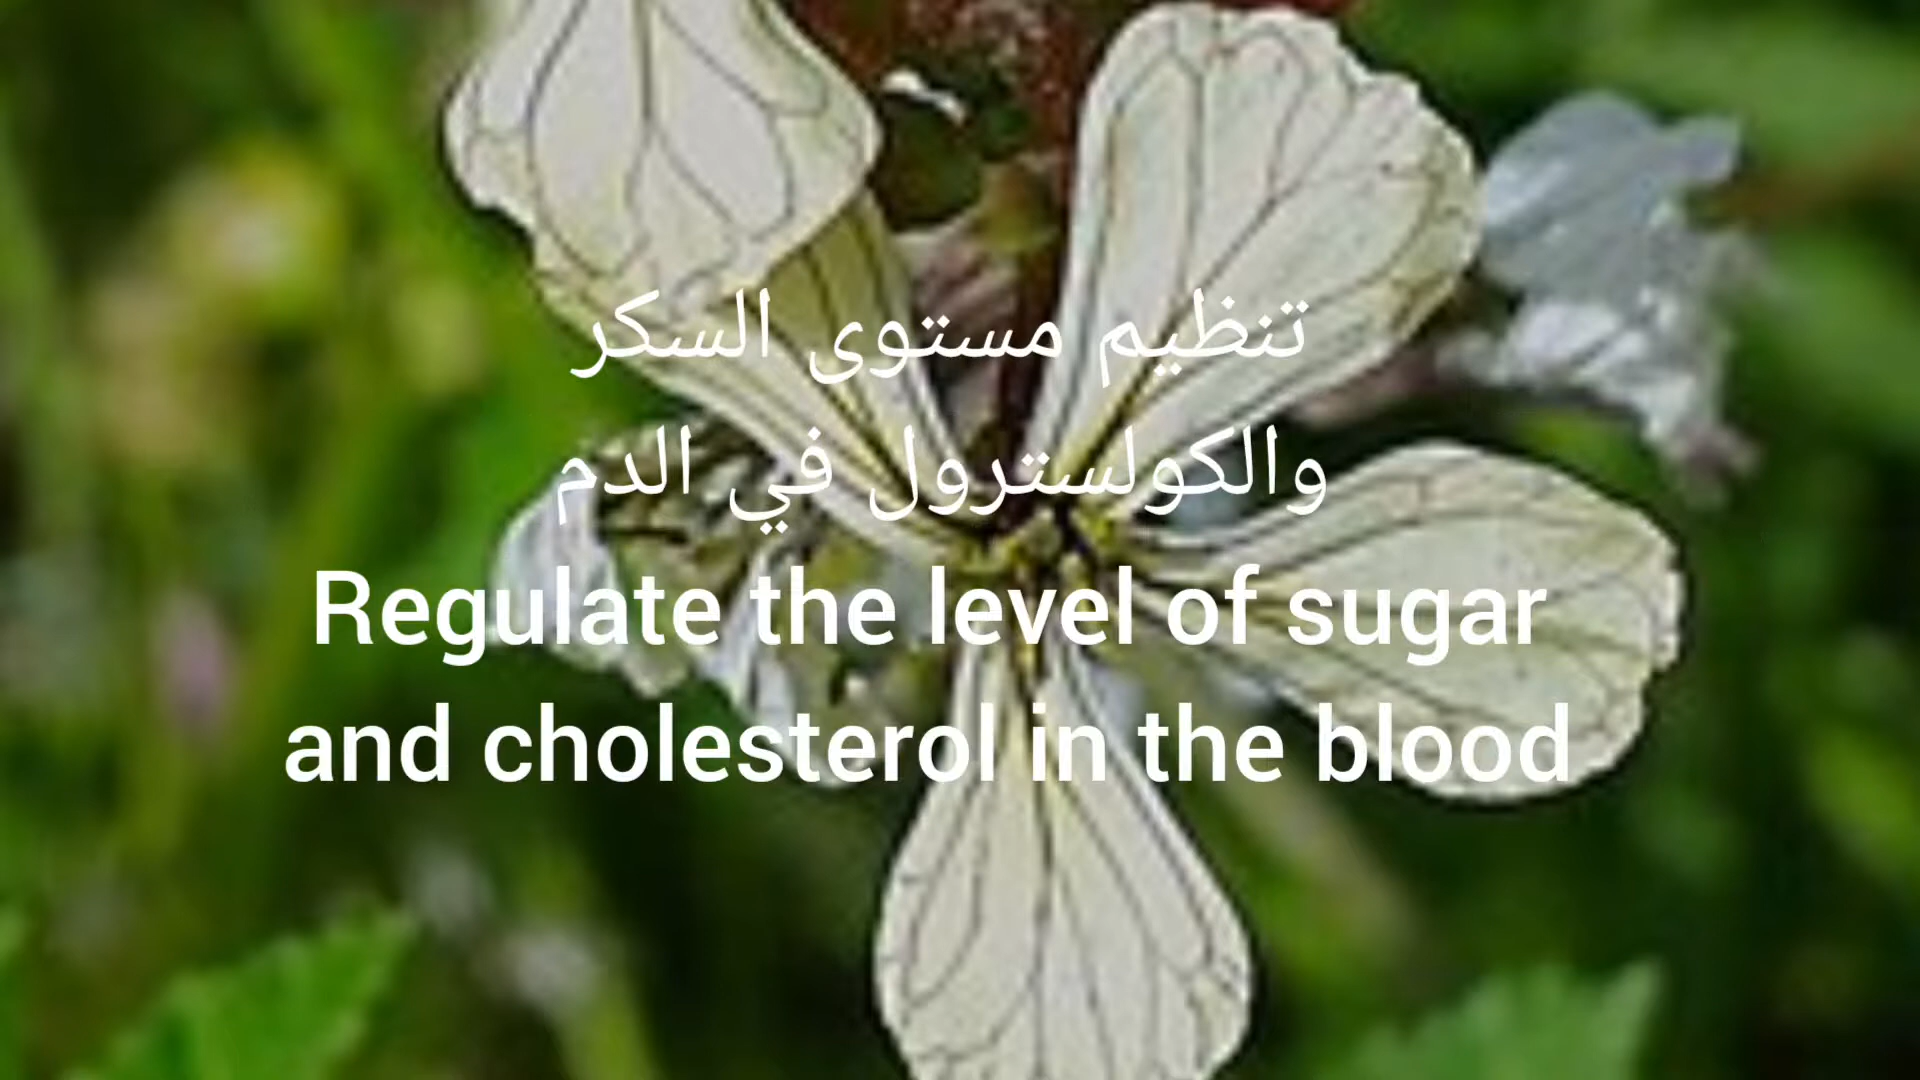 تنظيم مستوى السكر
والكولسترول في الدم
Regulate the level of sugar
and cholesterol in the blood